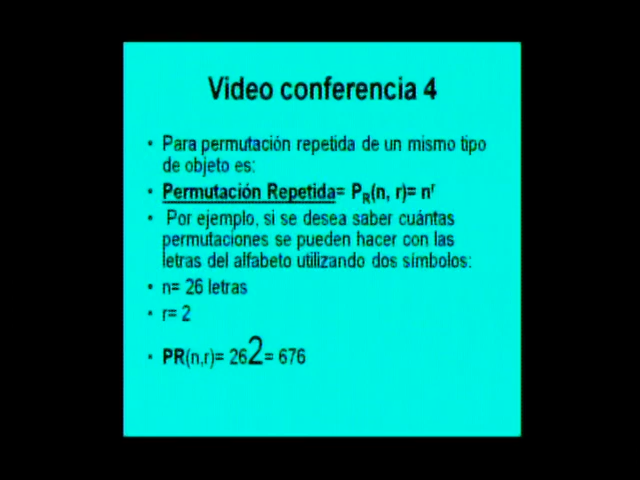 Video conferencia 4
• Para permutación repetida de un mismo tipo
de objeto es:
• Permutación Repetida= PR(n, r)= nʳ
• Por ejemplo, si se desea saber cuántas
permutaciones se pueden hacer con las
letras del alfabeto utilizando dos símbolos:
• n= 26 letras
• r= 2
• PR(n,r)= 262= 676